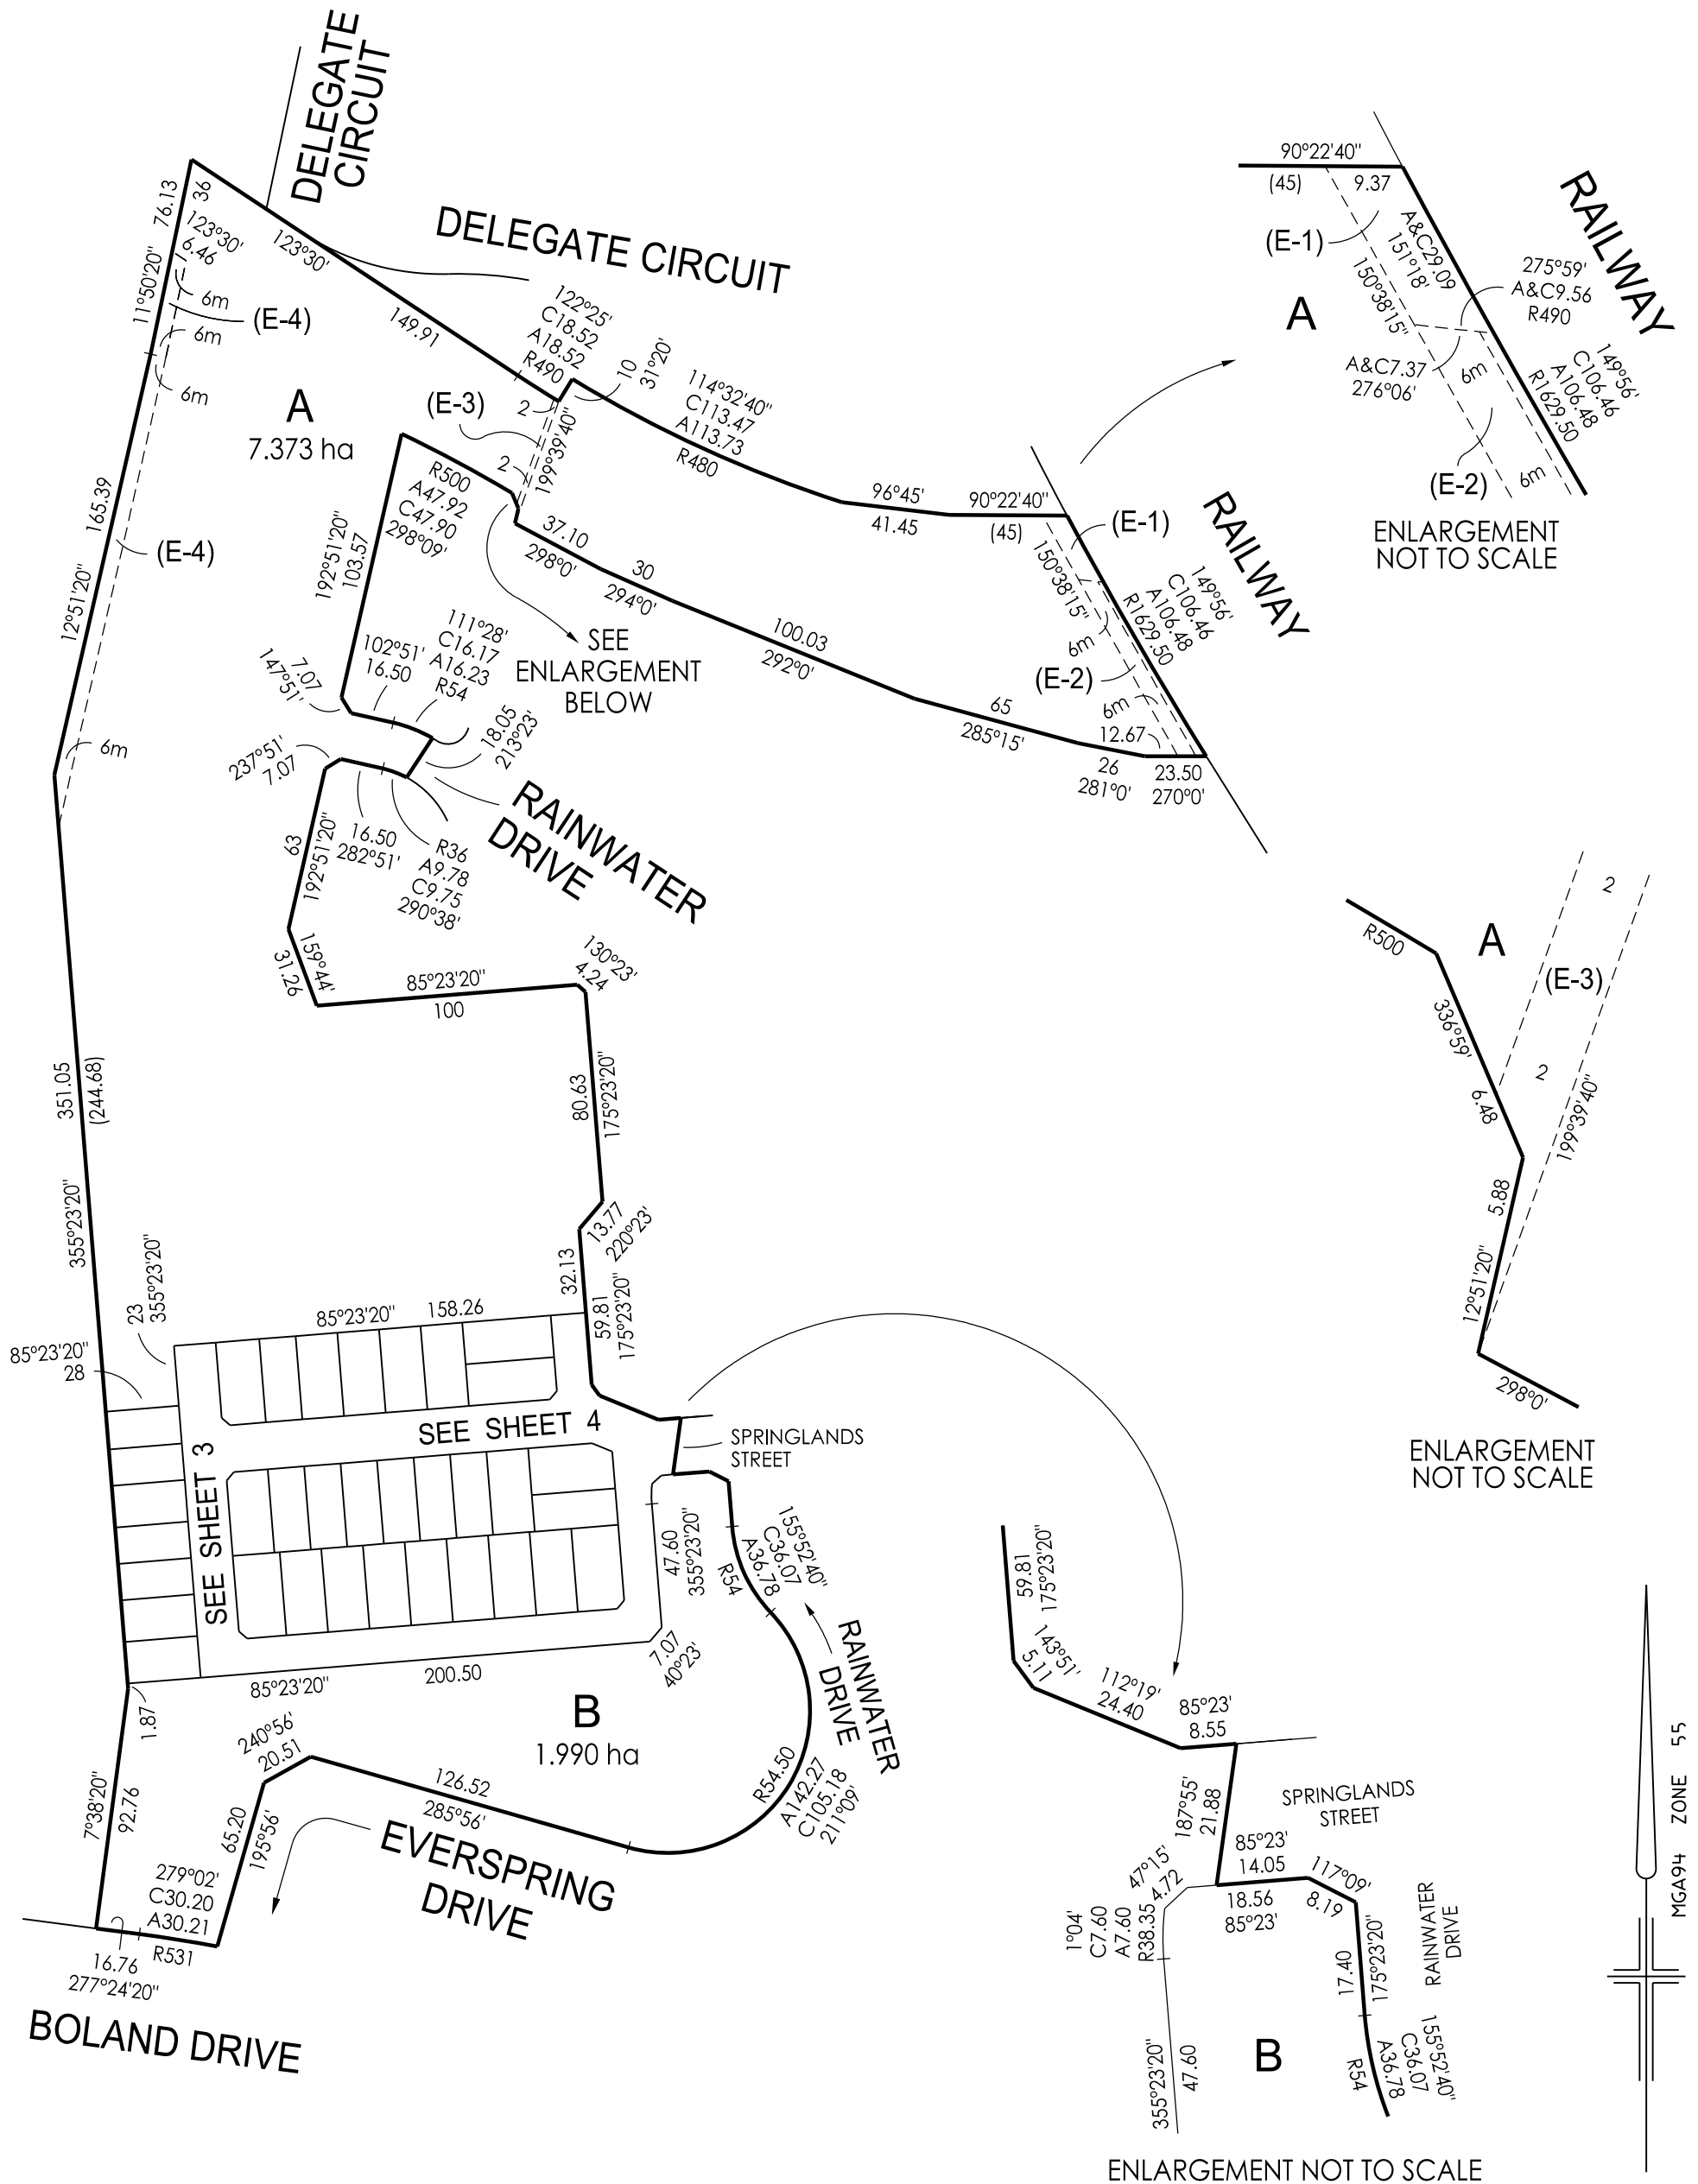 DELEGATE
CIRCUIT
DELEGATE CIRCUIT
76.13
36
123°30'
6.46
11°50'20"
6m
(E-4)
6m
6m
123°30'
149.91
122°25'
C18.52
A18.52
R490
10
31°20'
114°32'40"
C113.47
A113.73
R480
(E-3)
2
199°39'40"
2
A
7.373 ha
R500
A47.92
C47.90
298°09'
96°45'
41.45
90°22'40"
(45)
(E-1)
RAILWAY
150°38'15"
6m
149°56'
C106.46
A106.48
R1629.50
(E-2)
6m
12.67
37.10
298°0'
30
294°0'
100.03
292°0'
65
285°15'
26
281°0'
23.50
270°0'
165.39
12°51'20"
(E-4)
6m
192°51'20"
103.57
SEE
ENLARGEMENT
BELOW
111°28'
C16.17
A16.23
R54
102°51'
16.50
7.07
147°51'
18.05
213°23'
237°51'
7.07
RAINWATER
DRIVE
63
192°51'20"
16.50
282°51'
R36
A9.78
C9.75
290°38'
159°44'
31.26
85°23'20"
100
130°23'
4.24
351.05
(244.68)
355°23'20"
80.63
175°23'20"
13.77
220°23'
32.13
59.81
175°23'20"
23
355°23'20"
85°23'20"
158.26
85°23'20"
28
SEE SHEET 4
SEE SHEET 3
SPRINGLANDS
STREET
47.60
355°23'20"
155°52'40"
C36.07
A36.78
R54
RAINWATER
DRIVE
7.07
40°23'
200.50
85°23'20"
1.87
B
1.990 ha
240°56'
20.51
126.52
285°56'
R54.50
A142.27
C105.18
211°09'
7°38'20"
92.76
65.20
195°56'
EVERSPRING
DRIVE
279°02'
C30.20
A30.21
R531
16.76
277°24'20"
BOLAND DRIVE
90°22'40"
(45)
9.37
RAILWAY
(E-1)
A&C29.09
151°18'
150°38'15"
A
275°59'
A&C9.56
R490
A&C7.37
276°06'
6m
149°56'
C106.46
A106.48
R1629.50
(E-2)
6m
ENLARGEMENT
NOT TO SCALE
R500
A
2
(E-3)
336°59'
6.48
2
199°39'40"
5.88
12°51'20"
298°0'
ENLARGEMENT
NOT TO SCALE
59.81
175°23'20"
143°51'
5.11
112°19'
24.40
85°23'
8.55
187°55'
21.88
SPRINGLANDS
STREET
85°23'
14.05
18.56
85°23'
117°09'
8.19
47°15'
4.72
1°04'
C7.60
A7.60
R38.35
17.40
175°23'20"
RAINWATER
DRIVE
355°23'20"
47.60
B
155°52'40"
C36.07
A36.78
R54
ENLARGEMENT NOT TO SCALE
MGA94 ZONE 55